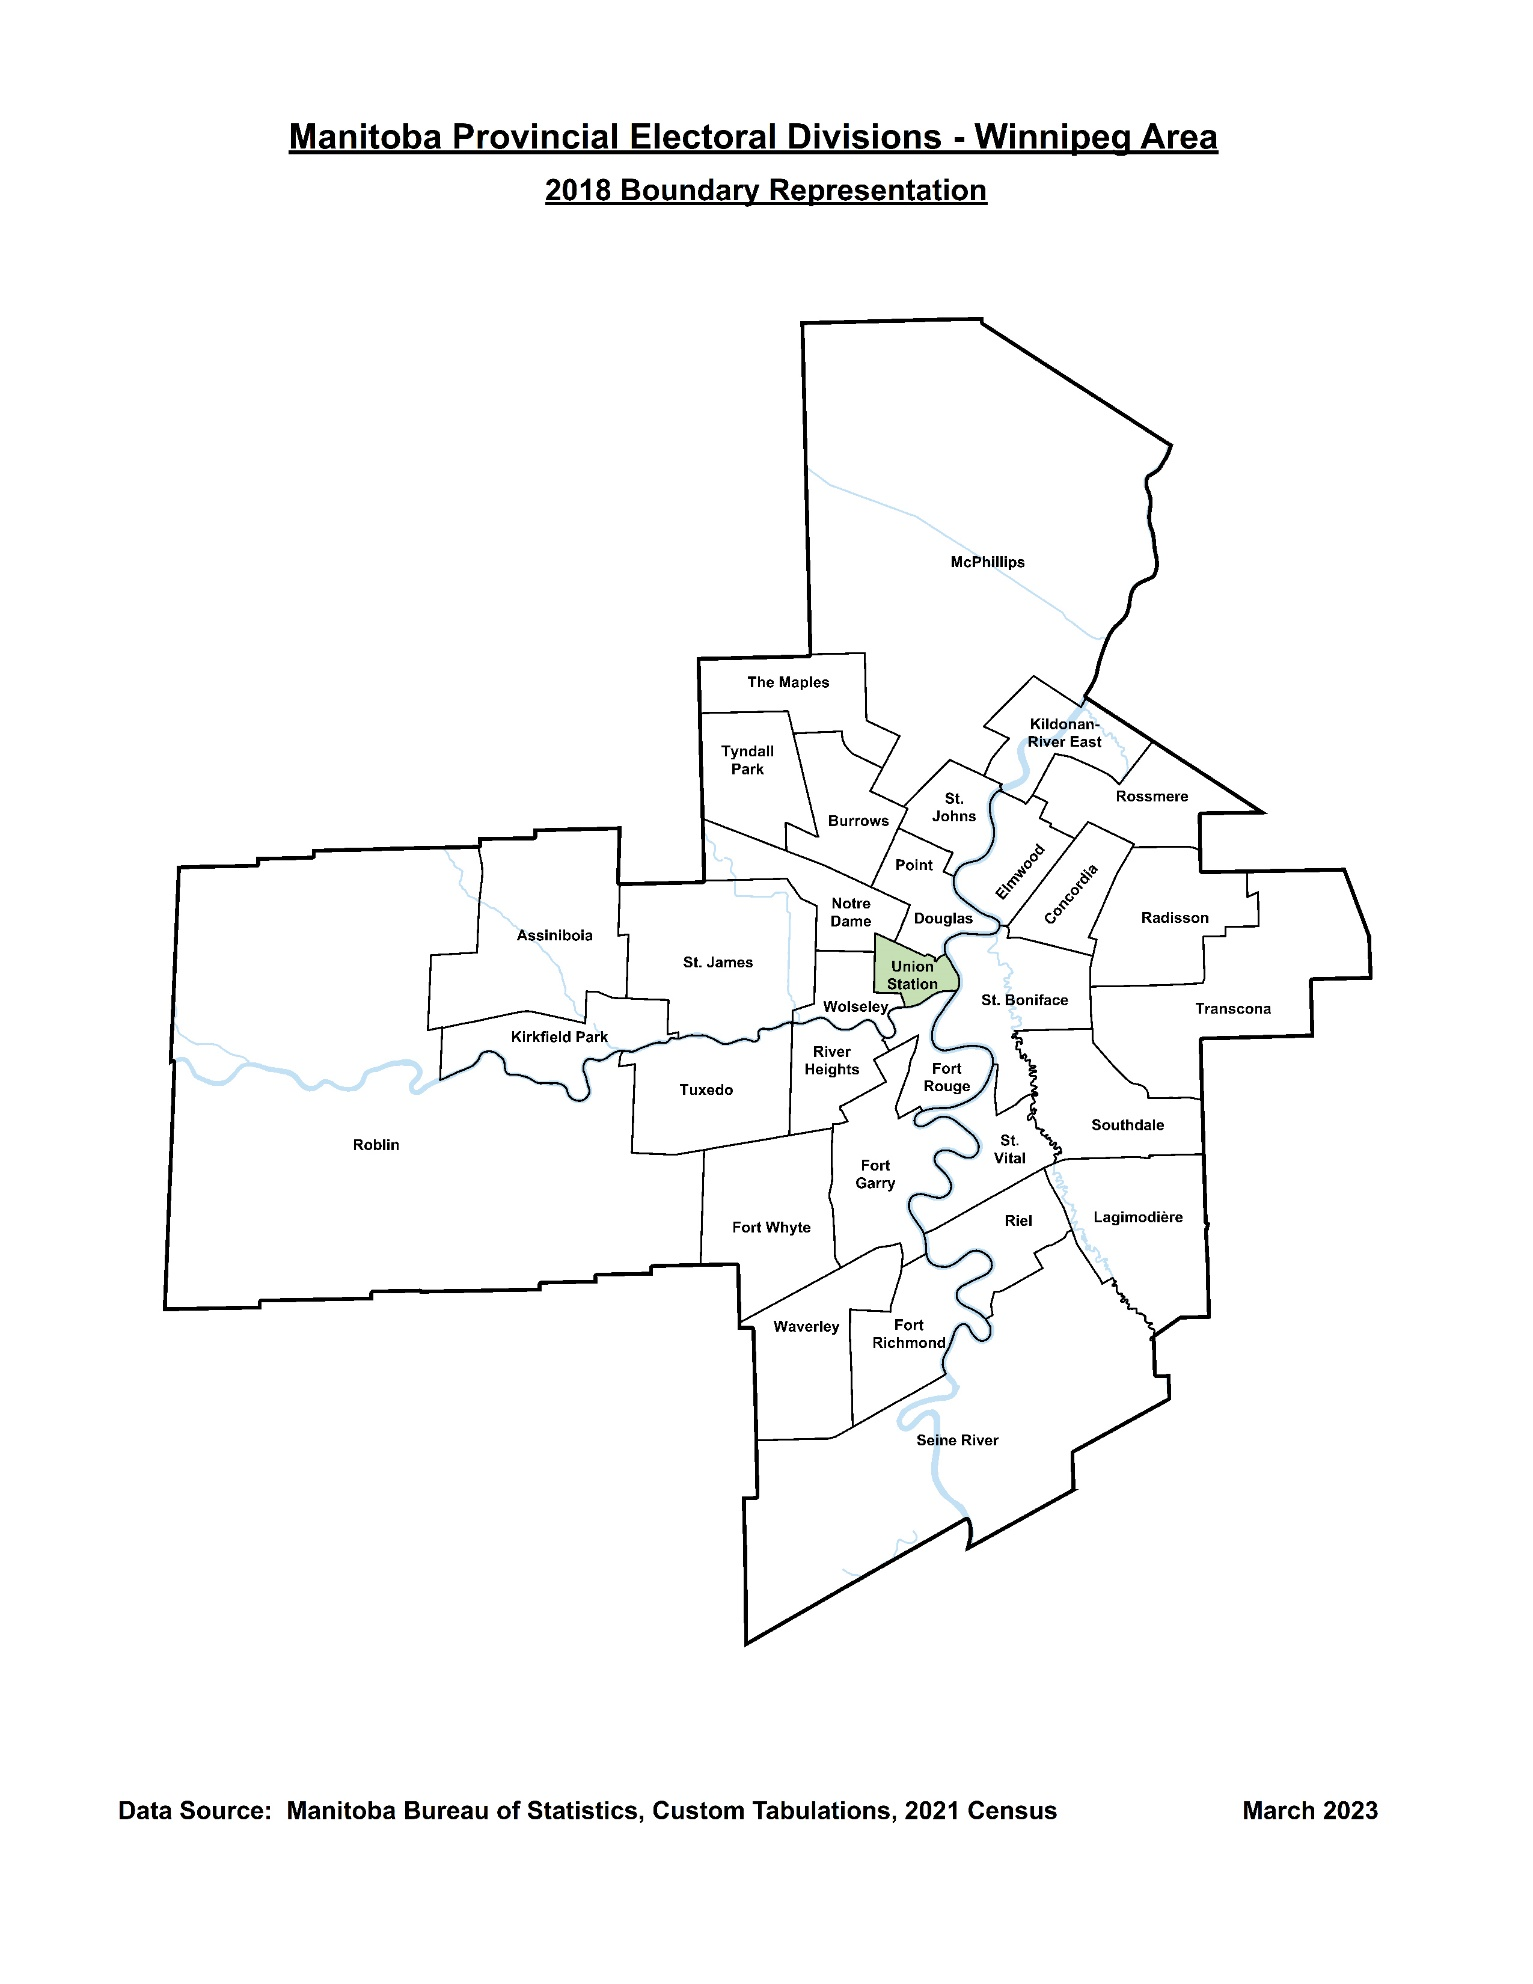 Manitoba Provincial Electoral Divisions - Winnipeg Area
2018 Boundary Representation
McPhillips
The Maples
Kildonan-
River East
Tyndall
Park
Rossmere
St.
Johns
Burrows
Point
Elmwood
Concordia
Notre
Dame
Douglas
Radisson
Assiniboia
St. James
Union
Station
St. Boniface
Wolseley
Transcona
Kirkfield Park
River
Heights
Fort
Rouge
Tuxedo
Southdale
Roblin
St.
Vital
Fort
Garry
Lagimodière
Riel
Fort Whyte
Waverley
Fort
Richmond
Seine River
Data Source:  Manitoba Bureau of Statistics, Custom Tabulations, 2021 Census
March 2023